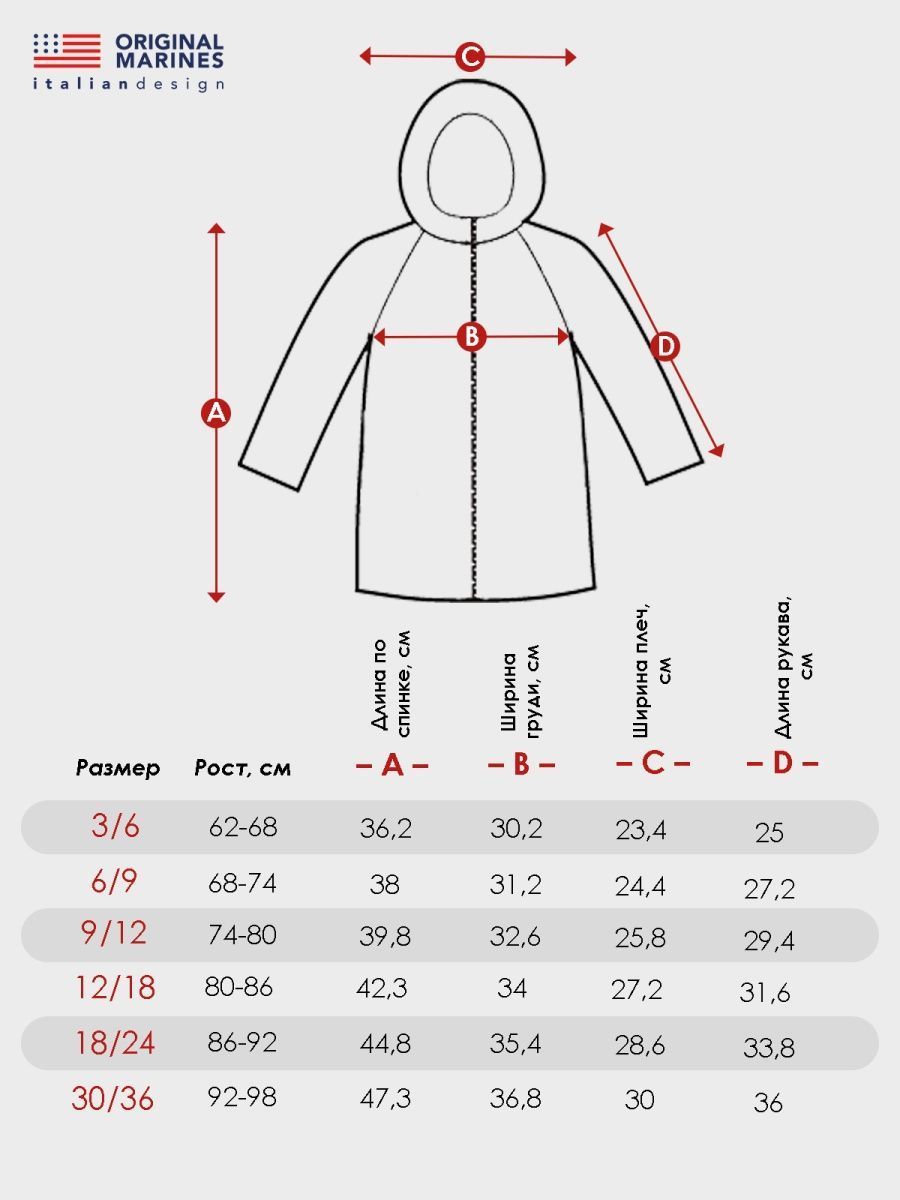 ORIGINAL
MARINES
italiandesign
C
B
D
A
Длина по
спинке, см
Ширина
груди, см
Ширина плеч,
см
Длина рукава,
см
Размер Рост, см – A – – B – – C – – D –
3/6 62-68 36,2 30,2 23,4 25
6/9 68-74 38 31,2 24,4 27,2
9/12 74-80 39,8 32,6 25,8 29,4
12/18 80-86 42,3 34 27,2 31,6
18/24 86-92 44,8 35,4 28,6 33,8
30/36 92-98 47,3 36,8 30 36